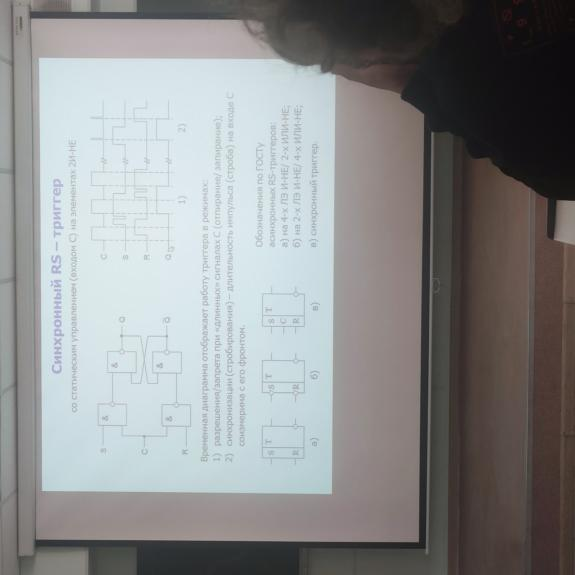 Синхронный RS – триггер
со статическим управлением (входом С) на элементах 2И-НЕ
S
C
R
&
&
&
&
Q
Q
C
S
R
Q
1)
2)
Временная диаграмма отображает работу триггера в режимах:
1) разрешения/запрета при «длинных» сигналах С (отпирание/ запирание);
2) синхронизации (стробирования) – длительность импульса (строба) на входе С
соизмерима с его фронтом.
S T
R
а)
S T
R
б)
S T
C
R
в)
Обозначения по ГОСТу
асинхронных RS-триггеров:
а) на 4-х ЛЭ И-НЕ/ 2-х ИЛИ-НЕ;
б) на 2-х ЛЭ И-НЕ/ 4-х ИЛИ-НЕ;
в) синхронный триггер.